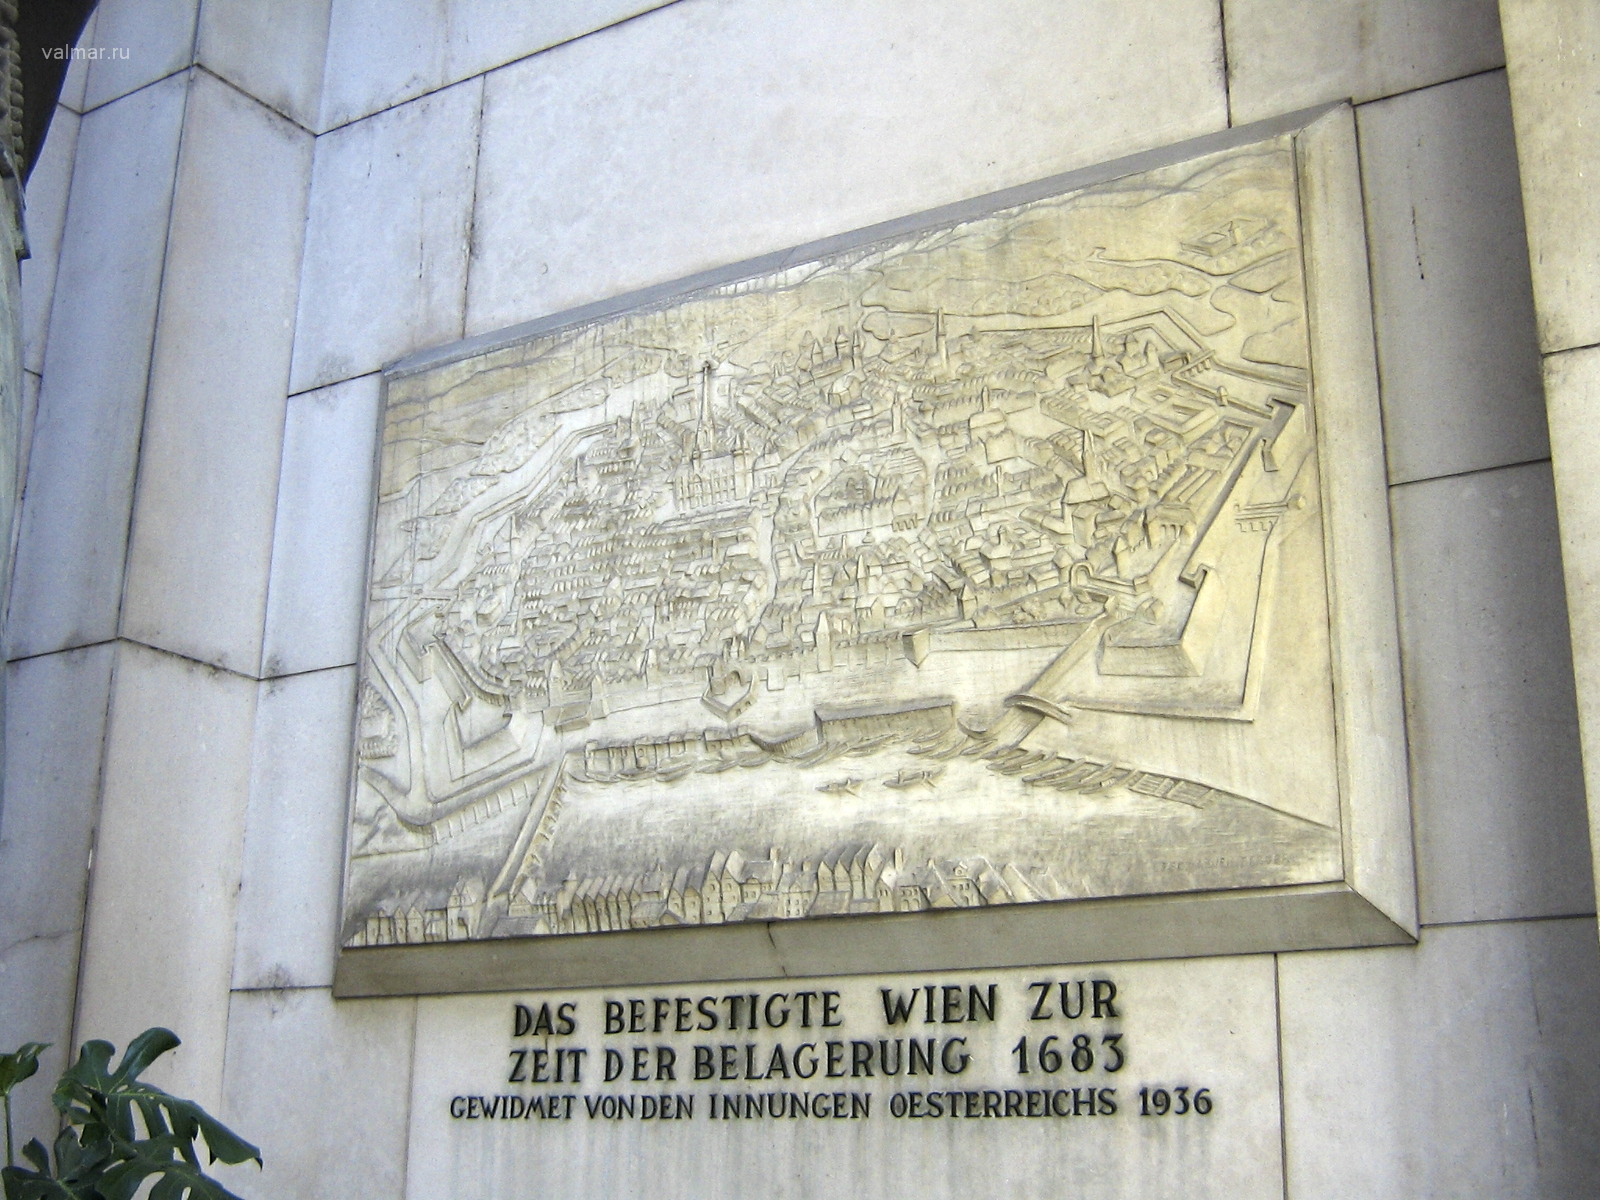 valmar.ru
DAS BEFESTIGTE WIEN ZUR
ZEIT DER BELAGERUNG 1683
GEWIDMET VON DEN INNUNGEN OESTERREICHS 1936